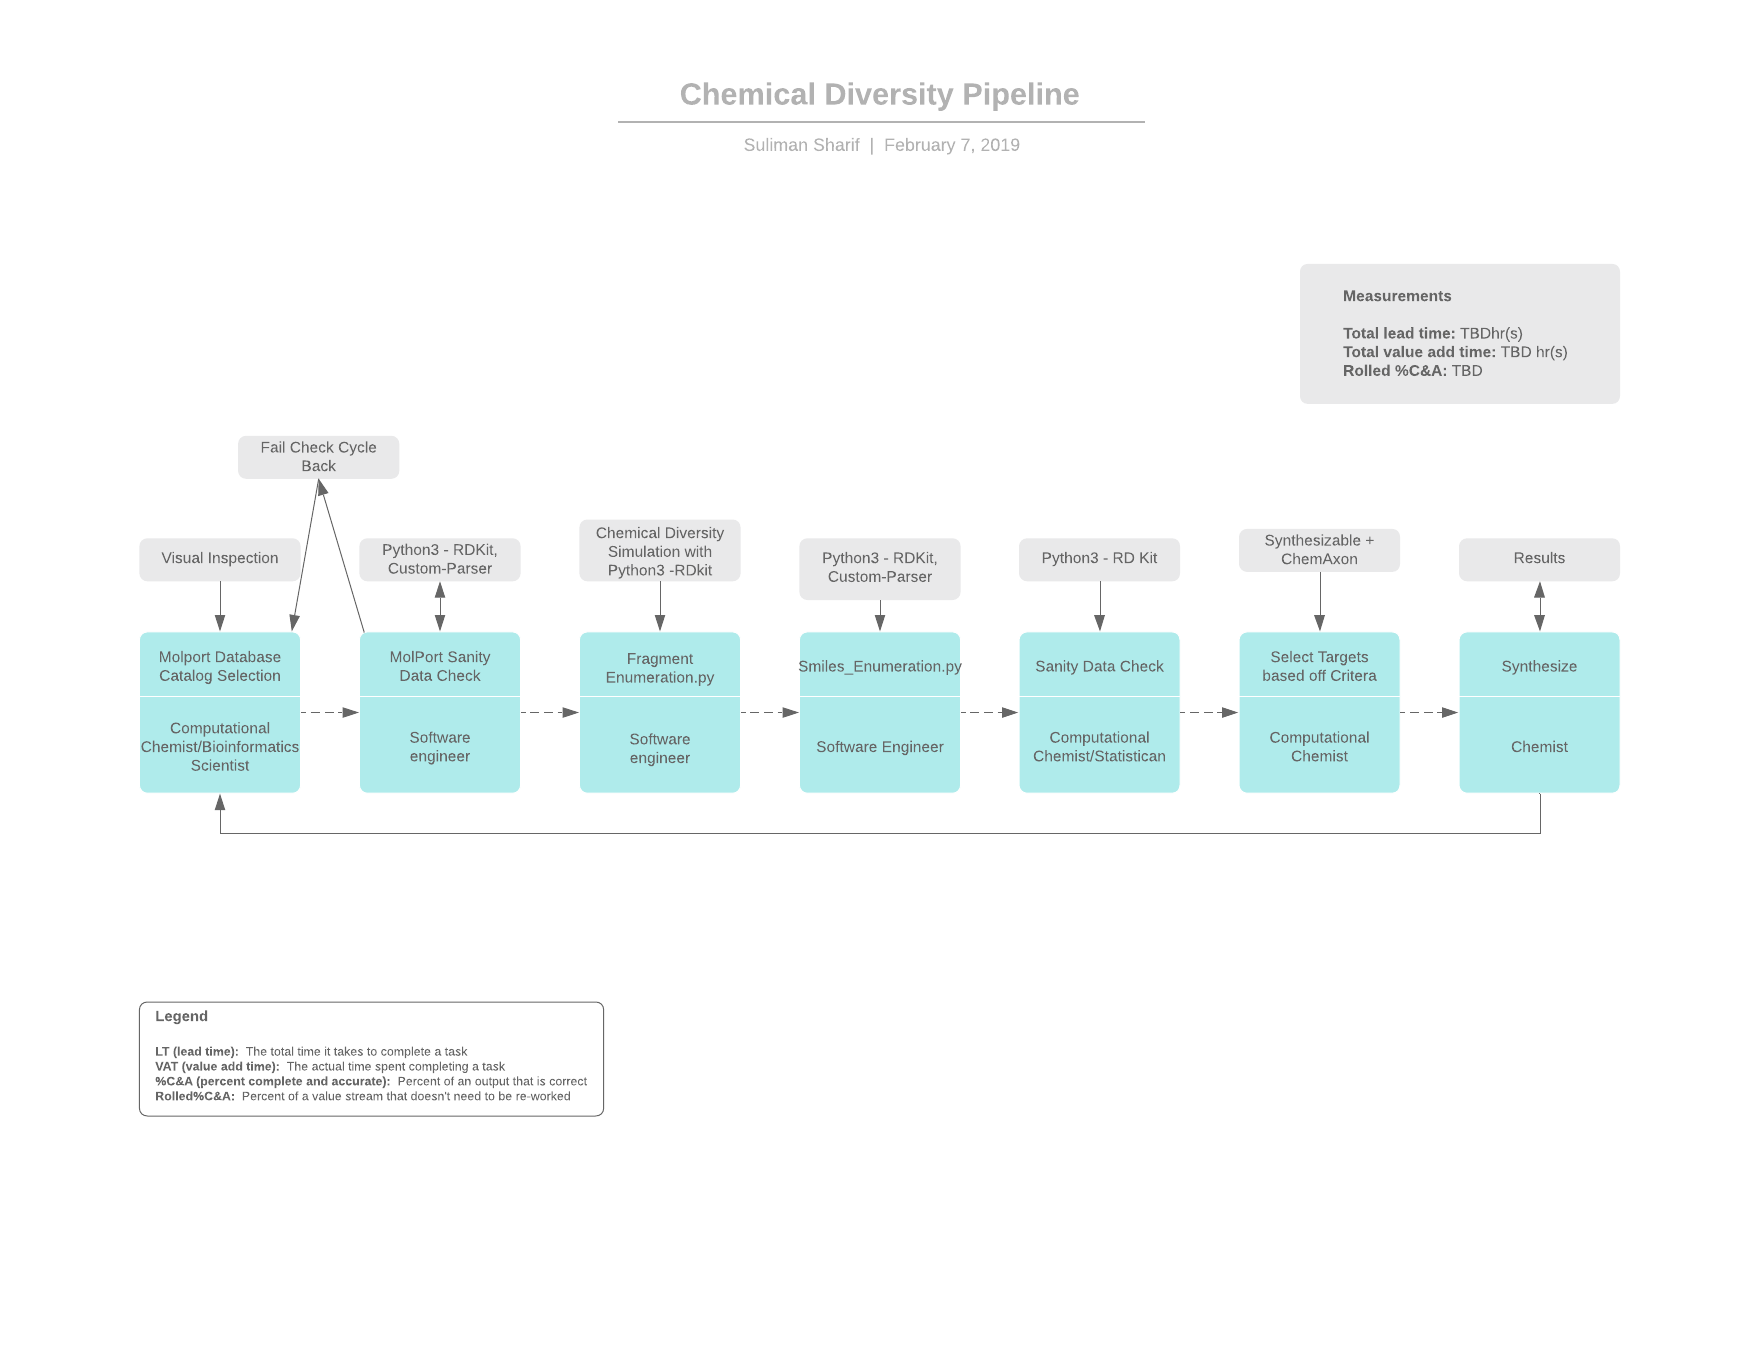 Chemical Diversity Pipeline
Suliman Sharif | February 7, 2019
Measurements
Total lead time: TBDhr(s)
Total value add time: TBD hr(s)
Rolled %C&A: TBD
Fail Check Cycle
Back
Visual Inspection
Python3 - RDKit,
Custom-Parser
Chemical Diversity
Simulation with
Python3 -RDkit
Python3 - RDKit,
Custom-Parser
Python3 - RD Kit
Synthesizable +
ChemAxon
Results
Molport Database
Catalog Selection
Computational
Chemist/Bioinformatics
Scientist
MolPort Sanity
Data Check
Software
engineer
Fragment
Enumeration.py
Software
engineer
Smiles_Enumeration.py
Software Engineer
Sanity Data Check
Computational
Chemist/Statistican
Select Targets
based off Critera
Computational
Chemist
Synthesize
Chemist
Legend
LT (lead time): The total time it takes to complete a task
VAT (value add time): The actual time spent completing a task
%C&A (percent complete and accurate): Percent of an output that is correct
Rolled%C&A: Percent of a value stream that doesn't need to be re-worked